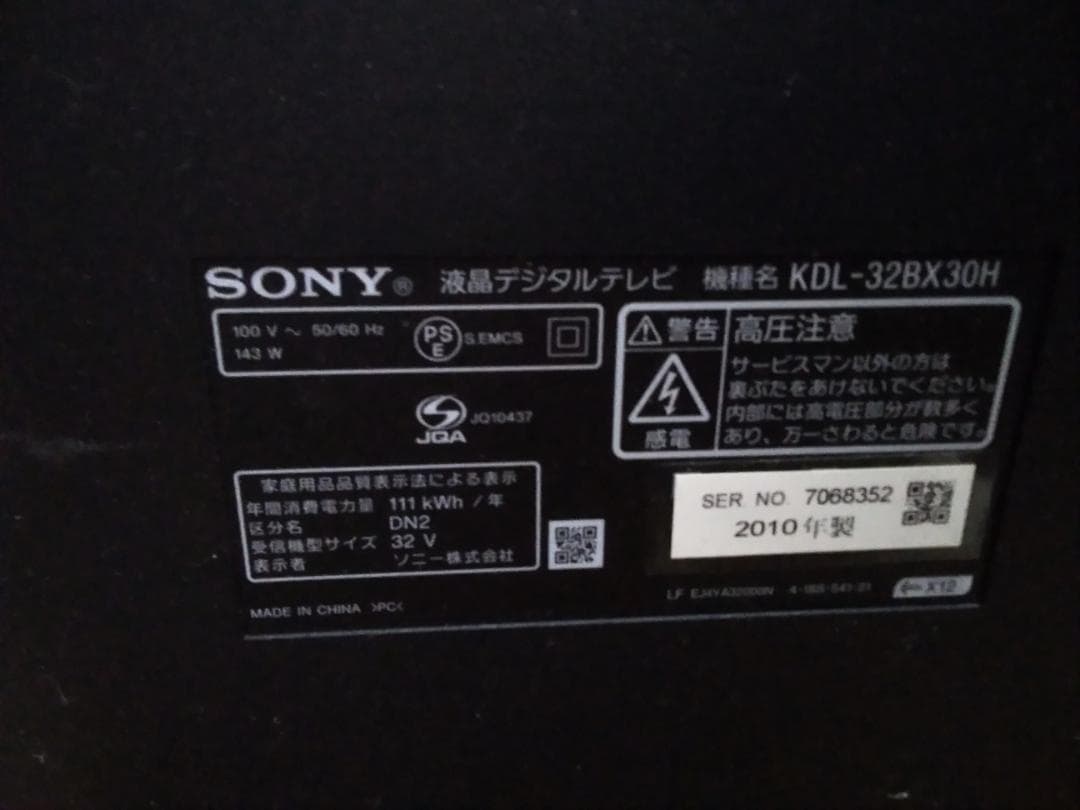 SONY® 液晶デジタルテレビ 機種名 KDL-32BX30H
100 V ～ 50/60 Hz
143 W
PS
E
S.EMCS
JQA
JQ10437
警告
感電
高圧注意
サービスマン以外の方は
裏ぶたをあけないでください。
内部には高電圧部分が数多く
あり、万一さわると危険です。
家庭用品品質表示法による表示
年間消費電力量 111 kWh / 年
区分名 DN2
受信機型サイズ 32 V
表示者 ソニー株式会社
SER. NO. 7068352
2010年製
MADE IN CHINA >PC<
LF
X12